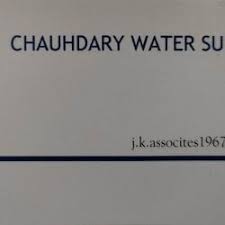 CHAUHDARY WATER SU
j.k.assocites1967